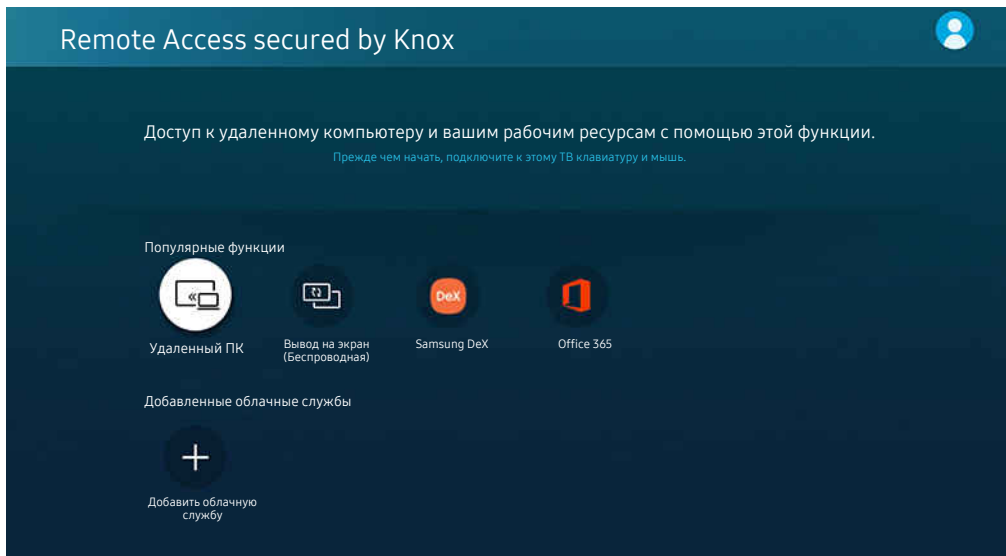 Remote Access secured by Knox
Доступ к удаленному компьютеру и вашим рабочим ресурсам с помощью этой функции.
Прежде чем начать, подключите к этому ТВ клавиатуру и мышь.
Популярные функции
DeX
Удаленный ПК
Вывод на экран
(Беспроводная)
Samsung DeX
Office 365
Добавленные облачные службы
Добавить облачную
службу